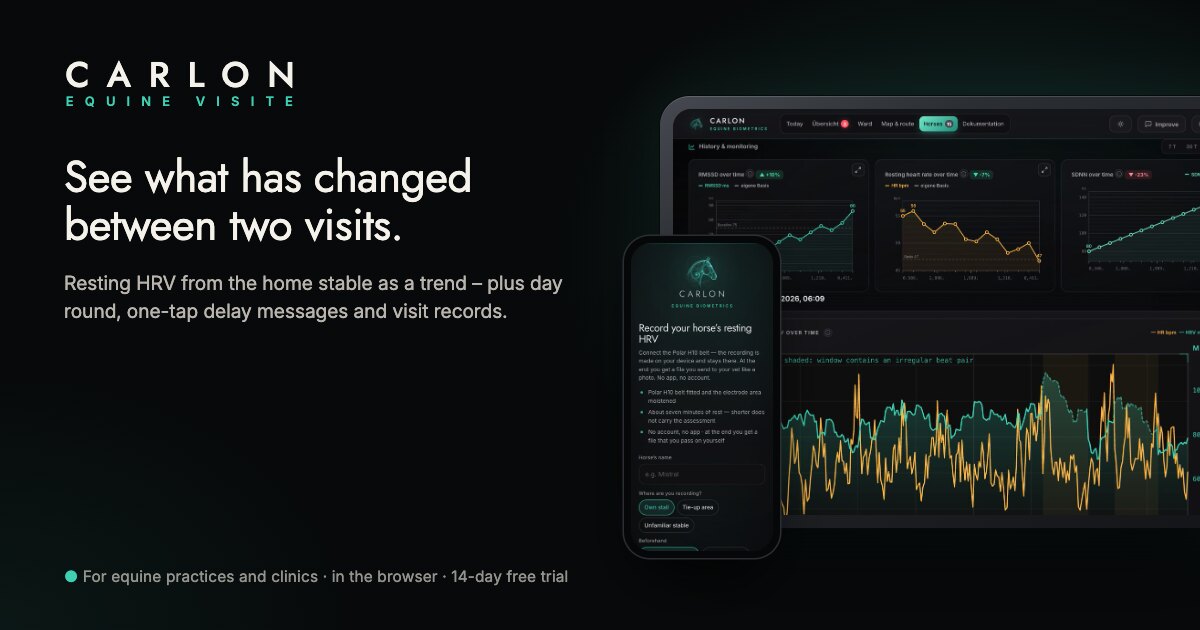 CARLON
EQUINE VISITE
See what has changed
between two visits.
Resting HRV from the home stable as a trend – plus day
round, one-tap delay messages and visit records.
For equine practices and clinics · in the browser · 14-day free trial
CARLON
EQUINE BIOMETRICS
Today
Übersicht
Ward
Map & route
Horses
Dokumentation
Improve
History & monitoring
RMSSD over time
▲ +10%
RMSSD ms
eigene Basis
Resting heart rate over time
▼ -7%
HR bpm
eigene Basis
SDNN over time
▼ -23%
2026, 06:09
OVER TIME
HR bpm
shaded: window contains an irregular beat pair
CARLON
EQUINE BIOMETRICS
Record your horse's resting
HRV
Connect the Polar H10 belt — the recording is
made on your device and stays there. At the
end you get a file you send to your vet like a
photo. No app, no account.
Polar H10 belt fitted and the electrode area
moistened
About seven minutes of rest — shorter does
not carry the assessment
No account, no app · at the end you get a
file that you pass on yourself
Horse's name
e.g. Mistral
Where are you recording?
Own stall
Tie-up area
Unfamiliar stable
Beforehand